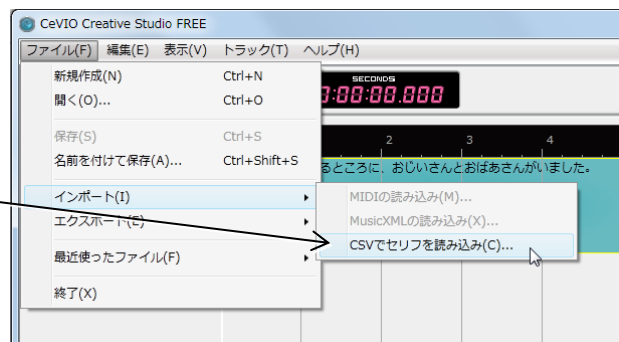 CeVIO Creative Studio FREE
ファイル(F) 編集(E) 表示(V) トラック(T) ヘルプ(H)
新規作成(N) Ctrl+N
開く(O)... Ctrl+O
保存(S) Ctrl+S
名前を付けて保存(A)... Ctrl+Shift+S
インポート(I)
エクスポート(E)
最近使ったファイル(F)
終了(X)
SECONDS
:00:00.000
2 3 4
るところに、おじいさんとおばあさんがいました。
MIDIの読み込み(M)...
MusicXMLの読み込み(X)...
CSVでセリフを読み込み(C)...